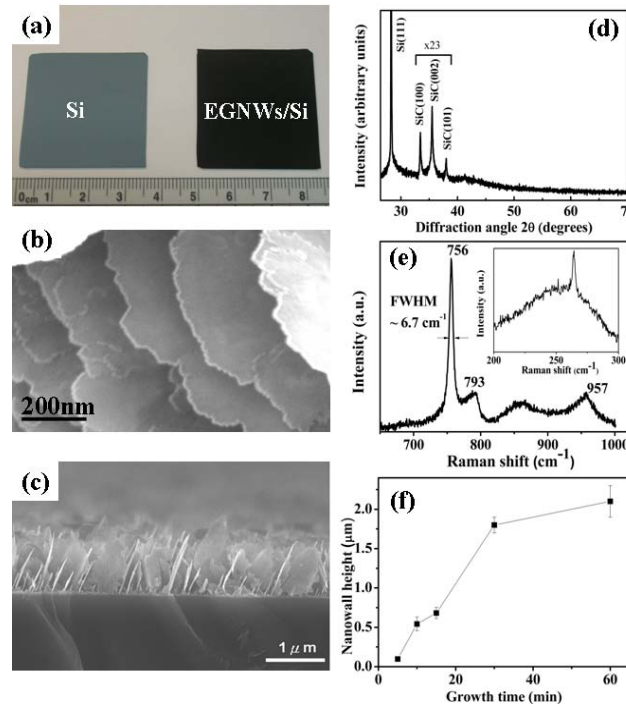 (a)
Si
EGNWs/Si
0cm 1 2 3 4 5 6 7 8
(b)
200nm
(c)
1 μm
(d)
Intensity (arbitrary units)
Si(111)
x23
SiC(100)
SiC(002)
SiC(101)
30 40 50 60 70
Diffraction angle 2θ (degrees)
(e)
Intensity (a.u.)
756
FWHM
~ 6.7 cm-1
793
957
Intensity (a.u.)
200 250 300
Raman shift (cm-1)
700 800 900 1000
Raman shift (cm-1)
(f)
Nanowall height (μm)
2.0
1.5
1.0
0.5
0.0
0 20 40 60
Growth time (min)